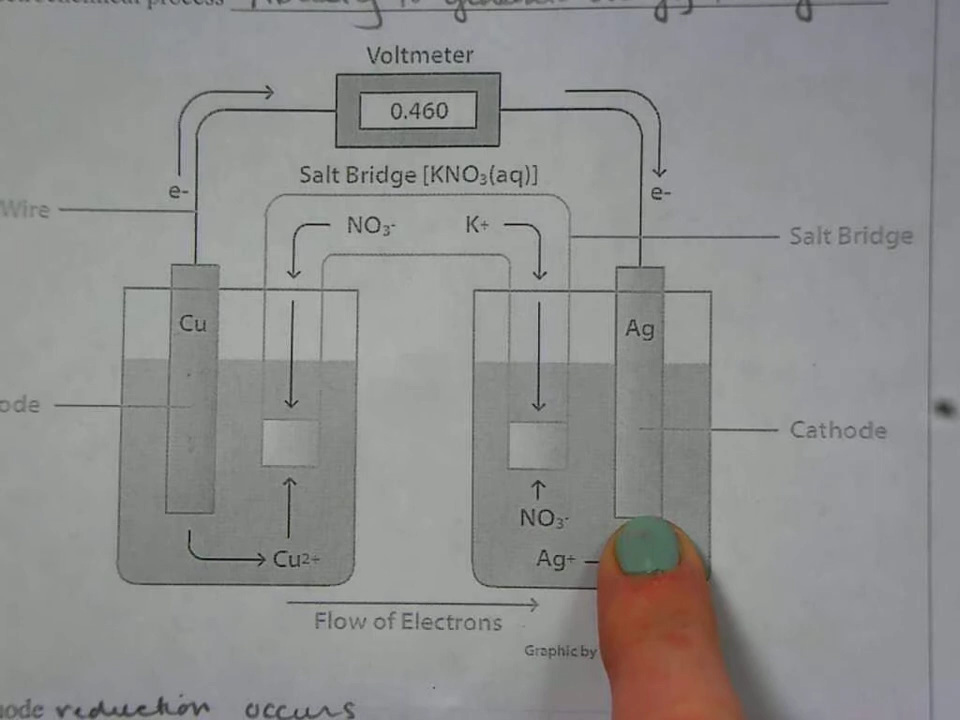 process
Voltmeter
0.460
Salt Bridge [KNO3(aq)]
e-
e-
Wire
NO3-
K+
Salt Bridge
Cu
Ag
ode
Cathode
NO3-
Cu2+
Ag+
Flow of Electrons
Graphic by
ode reduction occurs